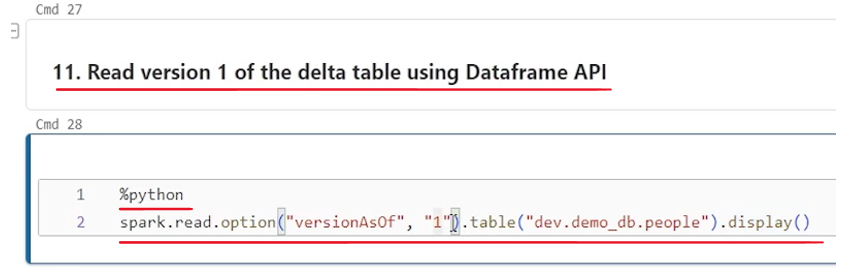 Cmd 27
11. Read version 1 of the delta table using Dataframe API
Cmd 28
1 %python
2 spark.read.option("versionAsOf", "1").table("dev.demo_db.people").display()